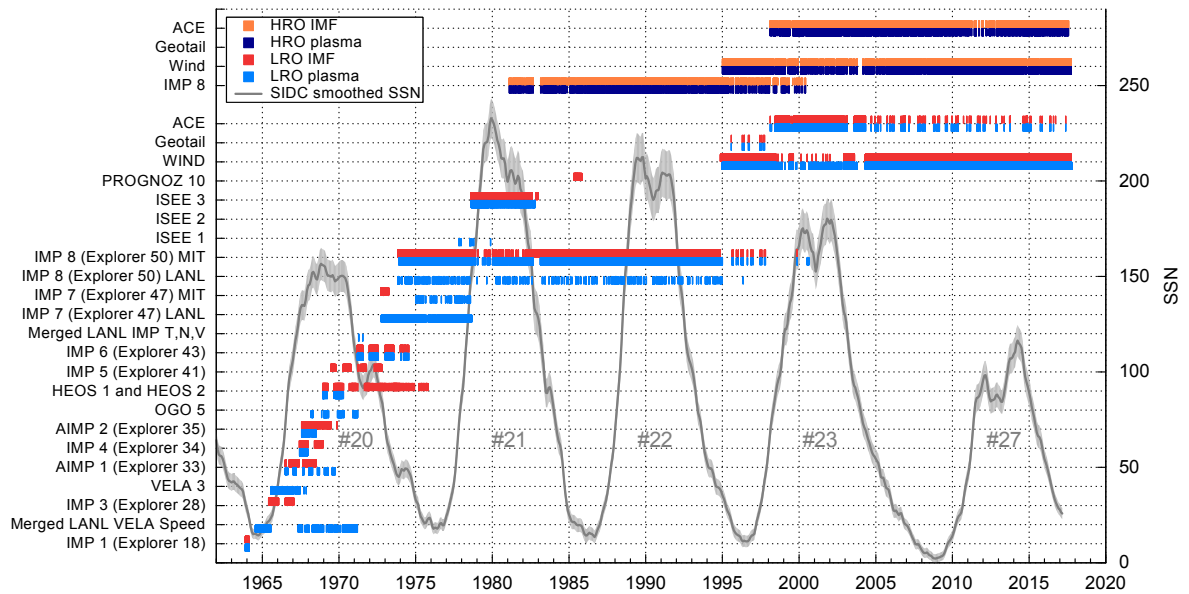 HRO IMF
HRO plasma
LRO IMF
LRO plasma
SIDC smoothed SSN
ACE
Geotail
Wind
IMP 8
ACE
Geotail
WIND
PROGNOZ 10
ISEE 3
ISEE 2
ISEE 1
IMP 8 (Explorer 50) MIT
IMP 8 (Explorer 50) LANL
IMP 7 (Explorer 47) MIT
IMP 7 (Explorer 47) LANL
Merged LANL IMP T,N,V
IMP 6 (Explorer 43)
IMP 5 (Explorer 41)
HEOS 1 and HEOS 2
OGO 5
AIMP 2 (Explorer 35)
IMP 4 (Explorer 34)
AIMP 1 (Explorer 33)
VELA 3
IMP 3 (Explorer 28)
Merged LANL VELA Speed
IMP 1 (Explorer 18)
#20
#21
#22
#23
#27
250
200
150
100
50
0
SSN
1965 1970 1975 1980 1985 1990 1995 2000 2005 2010 2015 2020